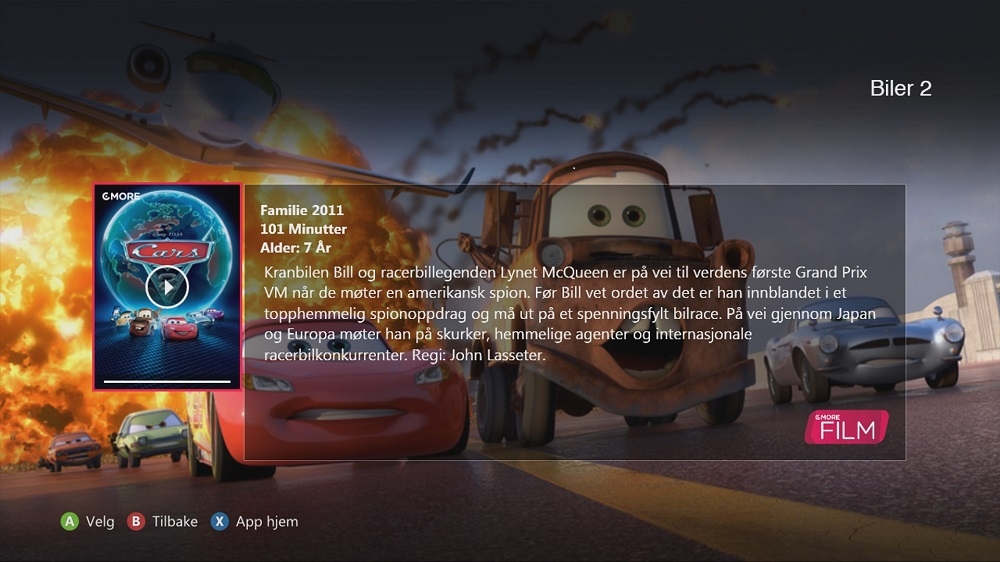 Biler 2
C MORE
Disney PIXAR
Cars
Familie 2011
101 Minutter
Alder: 7 År
Kranbilen Bill og racerbillegenden Lynet McQueen er på vei til verdens første Grand Prix
VM når de møter en amerikansk spion. Før Bill vet ordet av det er han innblandet i et
topphemmelig spionoppdrag og må ut på et spenningsfylt bilrace. På vei gjennom Japan
og Europa møter han på skurker, hemmelige agenter og internasjonale
racerbilkonkurrenter. Regi: John Lasseter.
C MORE
FILM
A Velg B Tilbake X App hjem